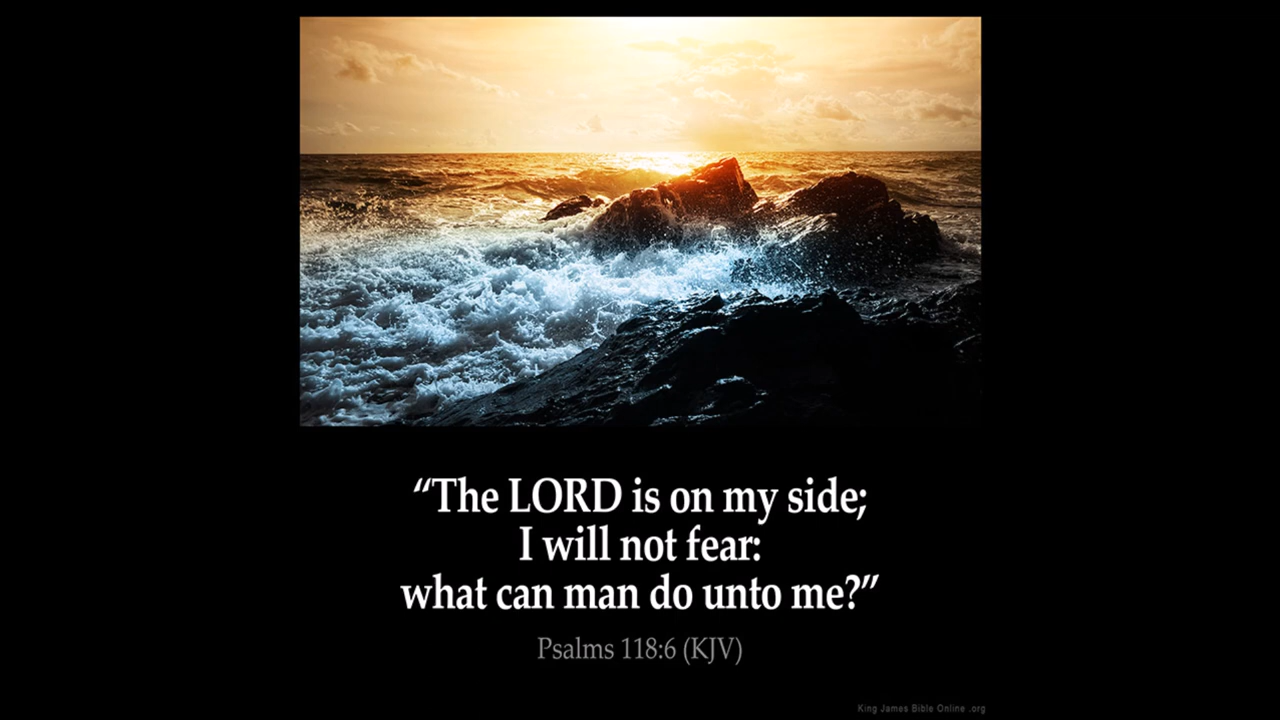 “The LORD is on my side;
I will not fear:
what can man do unto me?”
Psalms 118:6 (KJV)
King James Bible Online .org